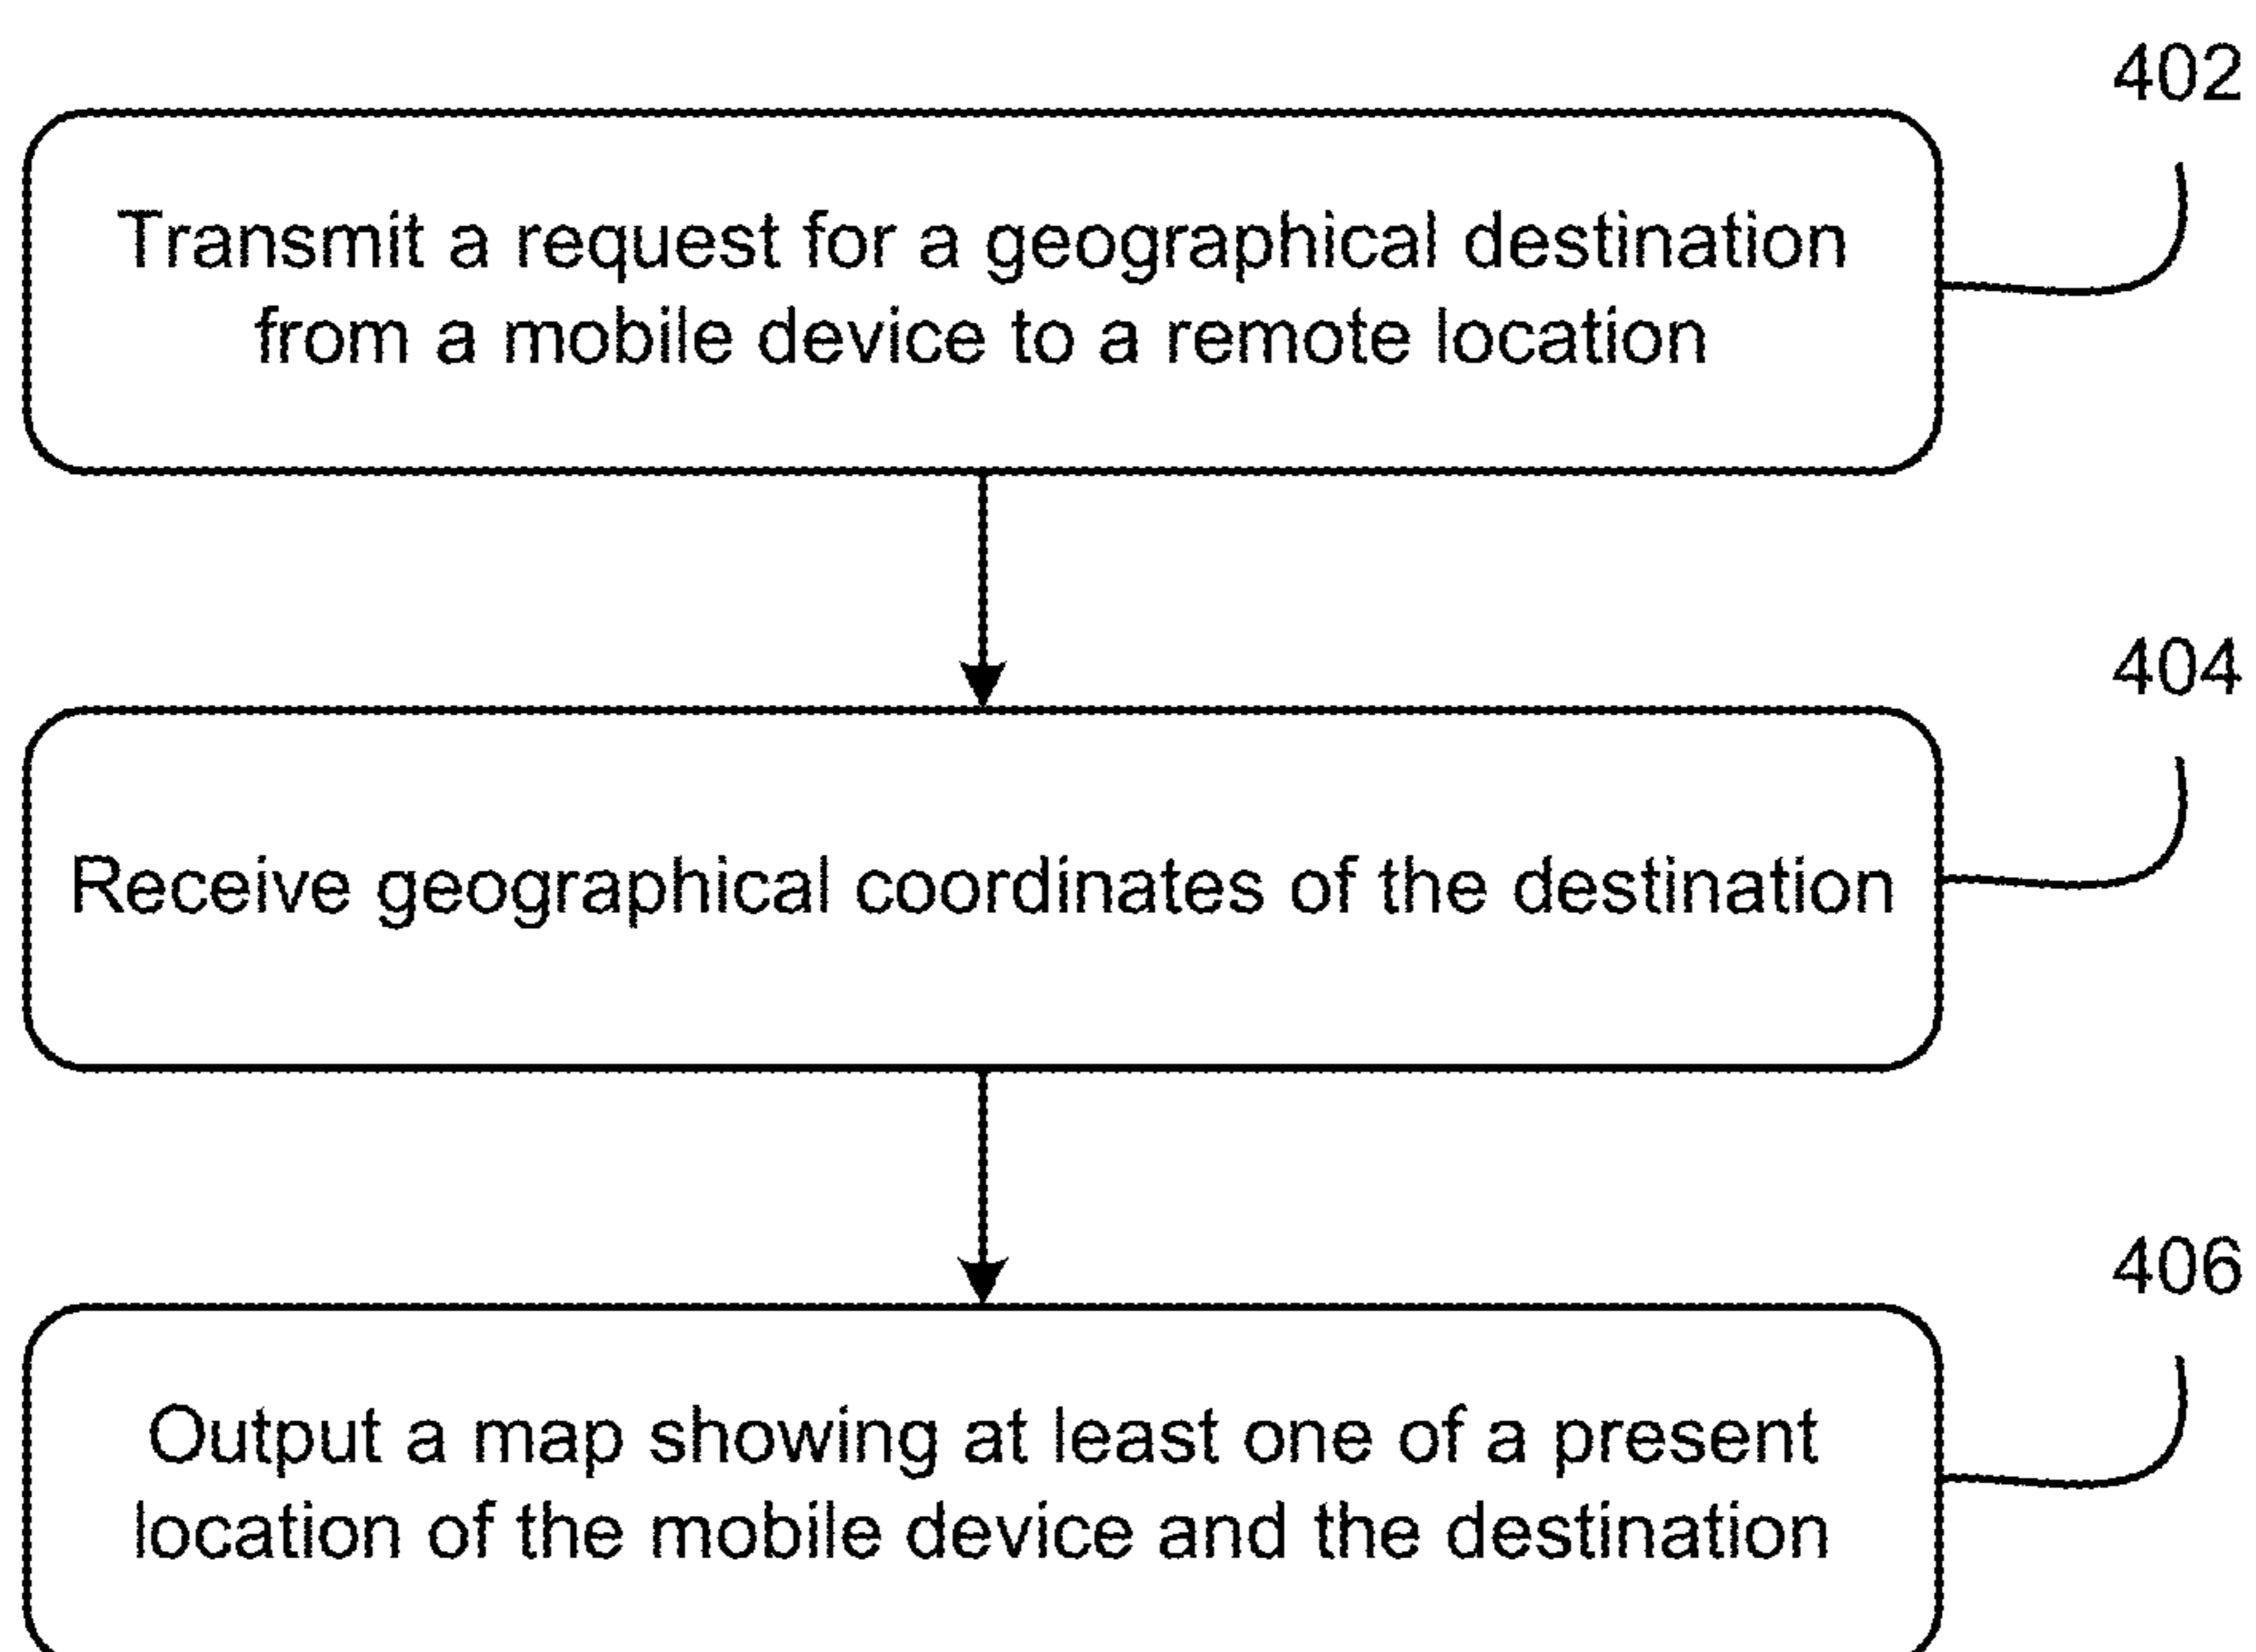 402
Transmit a request for a geographical destination
from a mobile device to a remote location
404
Receive geographical coordinates of the destination
406
Output a map showing at least one of a present
location of the mobile device and the destination